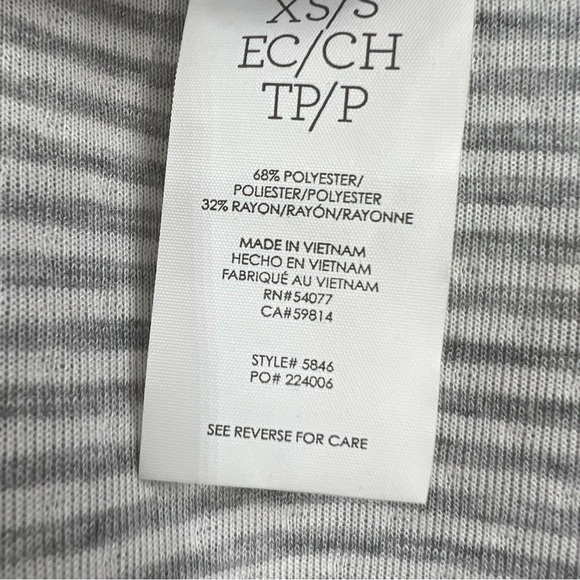 XS/S
EC/CH
TP/P
68% POLYESTER/
POLIESTER/POLYESTER
32% RAYON/RAYÓN/RAYONNE
MADE IN VIETNAM
HECHO EN VIETNAM
FABRIQUÉ AU VIETNAM
RN#54077
CA#59814
STYLE# 5846
PO# 224006
SEE REVERSE FOR CARE